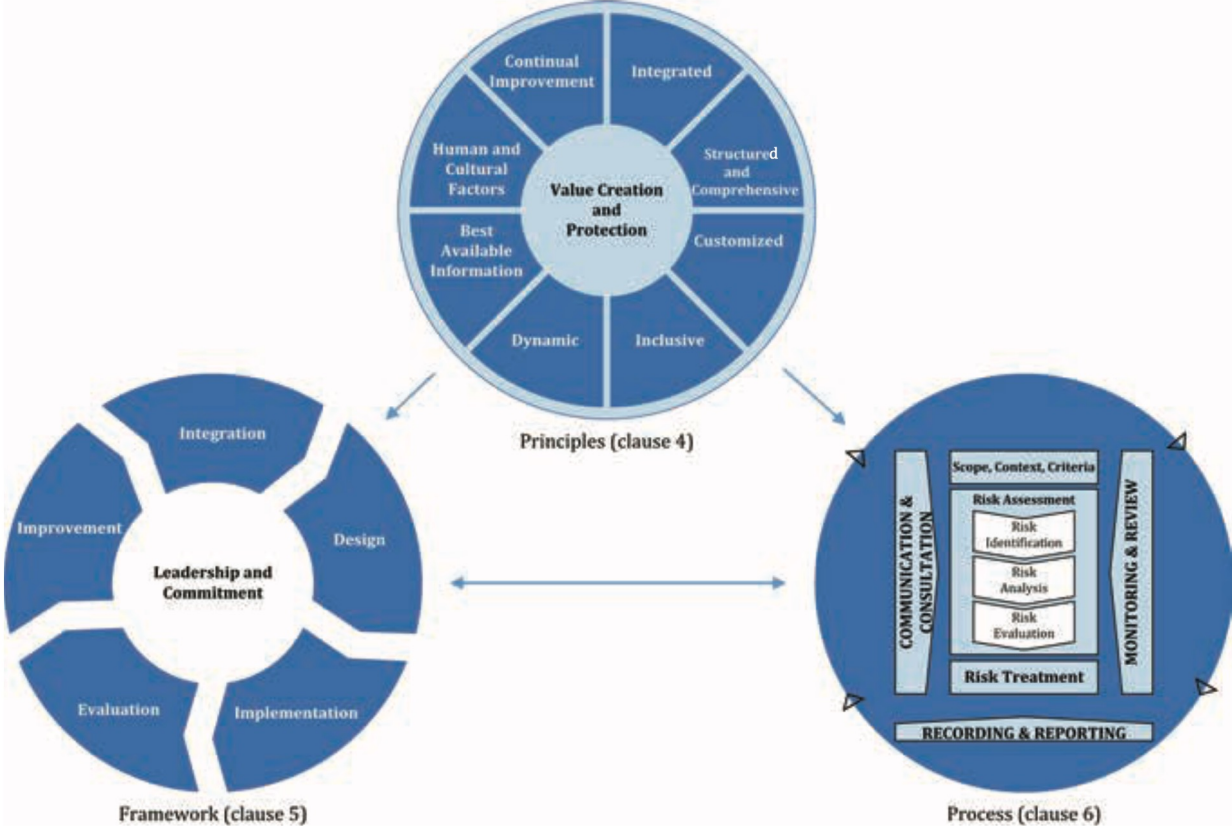 Continual
Improvement
Integrated
Structured
and
Comprehensive
Customized
Inclusive
Dynamic
Best
Available
Information
Human and
Cultural
Factors
Value Creation
and
Protection
Principles (clause 4)
Integration
Design
Implementation
Evaluation
Improvement
Leadership and
Commitment
Framework (clause 5)
COMMUNICATION &
CONSULTATION
Scope, Context, Criteria
Risk Assessment
Risk
Identification
Risk
Analysis
Risk
Evaluation
Risk Treatment
MONITORING & REVIEW
RECORDING & REPORTING
Process (clause 6)